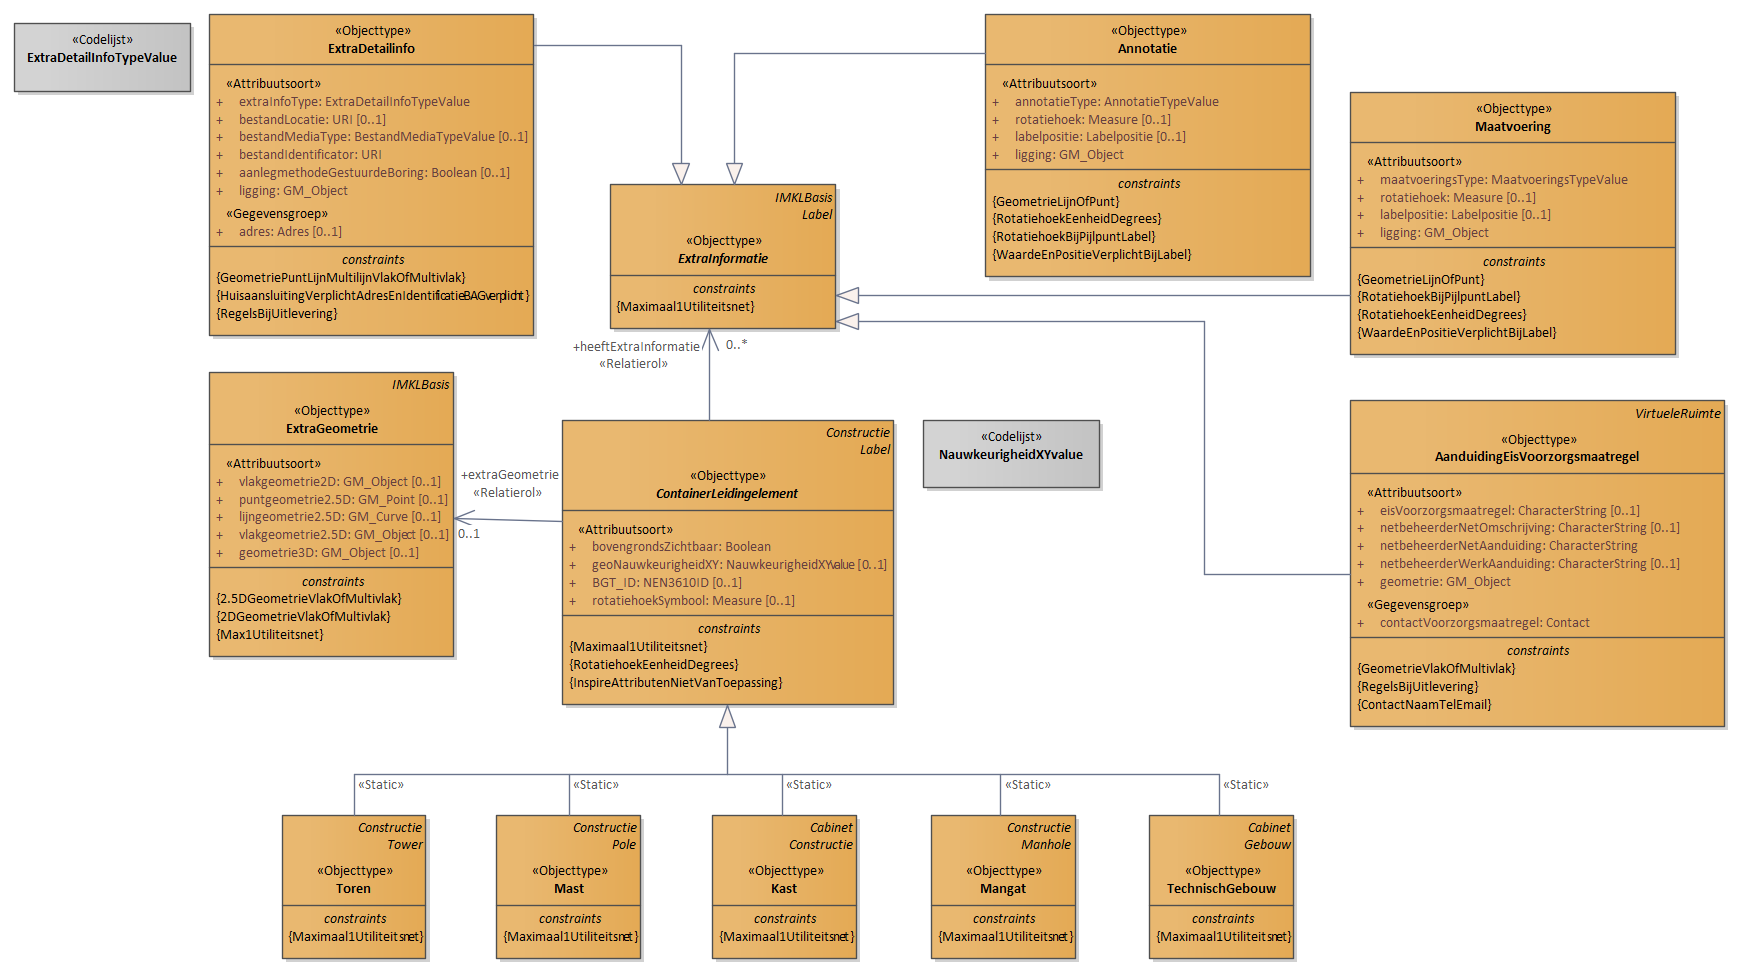 «Codelijst»
ExtraDetailInfoTypeValue
«Objecttype»
ExtraDetailinfo
«Attribuutsoort»
+ extraInfoType: ExtraDetailInfoTypeValue
+ bestandLocatie: URI [0..1]
+ bestandMediaType: BestandMediaTypeValue [0..1]
+ bestandIdentificator: URI
+ aanlegmethodeGestuurdeBoring: Boolean [0..1]
+ ligging: GM_Object
«Gegevensgroep»
+ adres: Adres [0..1]
constraints
{GeometriePuntLijnMultilijnVlakOfMultivlak}
{HuisaansluitingVerplichtAdresEnIdentificatieBAGverplicht}
{RegelsBijUitlevering}
«Objecttype»
Annotatie
«Attribuutsoort»
+ annotatieType: AnnotatieTypeValue
+ rotatiehoek: Measure [0..1]
+ labelpositie: Labelpositie [0..1]
+ ligging: GM_Object
constraints
{GeometrieLijnOfPunt}
{RotatiehoekEenheidDegrees}
{RotatiehoekBijPijlpuntLabel}
{WaardeEnPositieVerplichtBijLabel}
«Objecttype»
Maatvoering
«Attribuutsoort»
+ maatvoeringsType: MaatvoeringsTypeValue
+ rotatiehoek: Measure [0..1]
+ labelpositie: Labelpositie [0..1]
+ ligging: GM_Object
constraints
{GeometrieLijnOfPunt}
{RotatiehoekBijPijlpuntLabel}
{RotatiehoekEenheidDegrees}
{WaardeEnPositieVerplichtBijLabel}
IMKLBasis
Label
«Objecttype»
ExtraInformatie
constraints
{Maximaal1Utiliteitsnet}
+heeftExtraInformatie
0..*
«Relatierol»
IMKLBasis
«Objecttype»
ExtraGeometrie
«Attribuutsoort»
+ vlakgeometrie2D: GM_Object [0..1]
+ puntgeometrie2.5D: GM_Point [0..1]
+ lijngeometrie2.5D: GM_Curve [0..1]
+ vlakgeometrie2.5D: GM_Object [0..1]
+ geometrie3D: GM_Object [0..1]
constraints
{2.5DGeometrieVlakOfMultivlak}
{2DGeometrieVlakOfMultivlak}
{Max1Utiliteitsnet}
+extraGeometrie
«Relatierol»
0..1
Constructie
Label
«Objecttype»
ContainerLeidingelement
«Attribuutsoort»
+ bovengrondsZichtbaar: Boolean
+ geoNauwkeurigheidXY: NauwkeurigheidXYvalue [0..1]
+ BGT_ID: NEN3610ID [0..1]
+ rotatiehoekSymbool: Measure [0..1]
constraints
{Maximaal1Utiliteitsnet}
{RotatiehoekEenheidDegrees}
{InspireAttributenNietVanToepassing}
«Codelijst»
NauwkeurigheidXYvalue
VirtueleRuimte
«Objecttype»
AanduidingEisVoorzorgsmaatregel
«Attribuutsoort»
+ eisVoorzorgsmaatregel: CharacterString [0..1]
+ netbeheerderNetOmschrijving: CharacterString [0..1]
+ netbeheerderNetAanduiding: CharacterString
+ netbeheerderWerkAanduiding: CharacterString [0..1]
+ geometrie: GM_Object
«Gegevensgroep»
+ contactVoorzorgsmaatregel: Contact
constraints
{GeometrieVlakOfMultivlak}
{RegelsBijUitlevering}
{ContactNaamTelEmail}
«Static»
«Static»
«Static»
«Static»
«Static»
Constructie
Tower
«Objecttype»
Toren
constraints
{Maximaal1Utiliteitsnet}
Constructie
Pole
«Objecttype»
Mast
constraints
{Maximaal1Utiliteitsnet}
Cabinet
Constructie
«Objecttype»
Kast
constraints
{Maximaal1Utiliteitsnet}
Constructie
Manhole
«Objecttype»
Mangat
constraints
{Maximaal1Utiliteitsnet}
Cabinet
Gebouw
«Objecttype»
TechnischGebouw
constraints
{Maximaal1Utiliteitsnet}